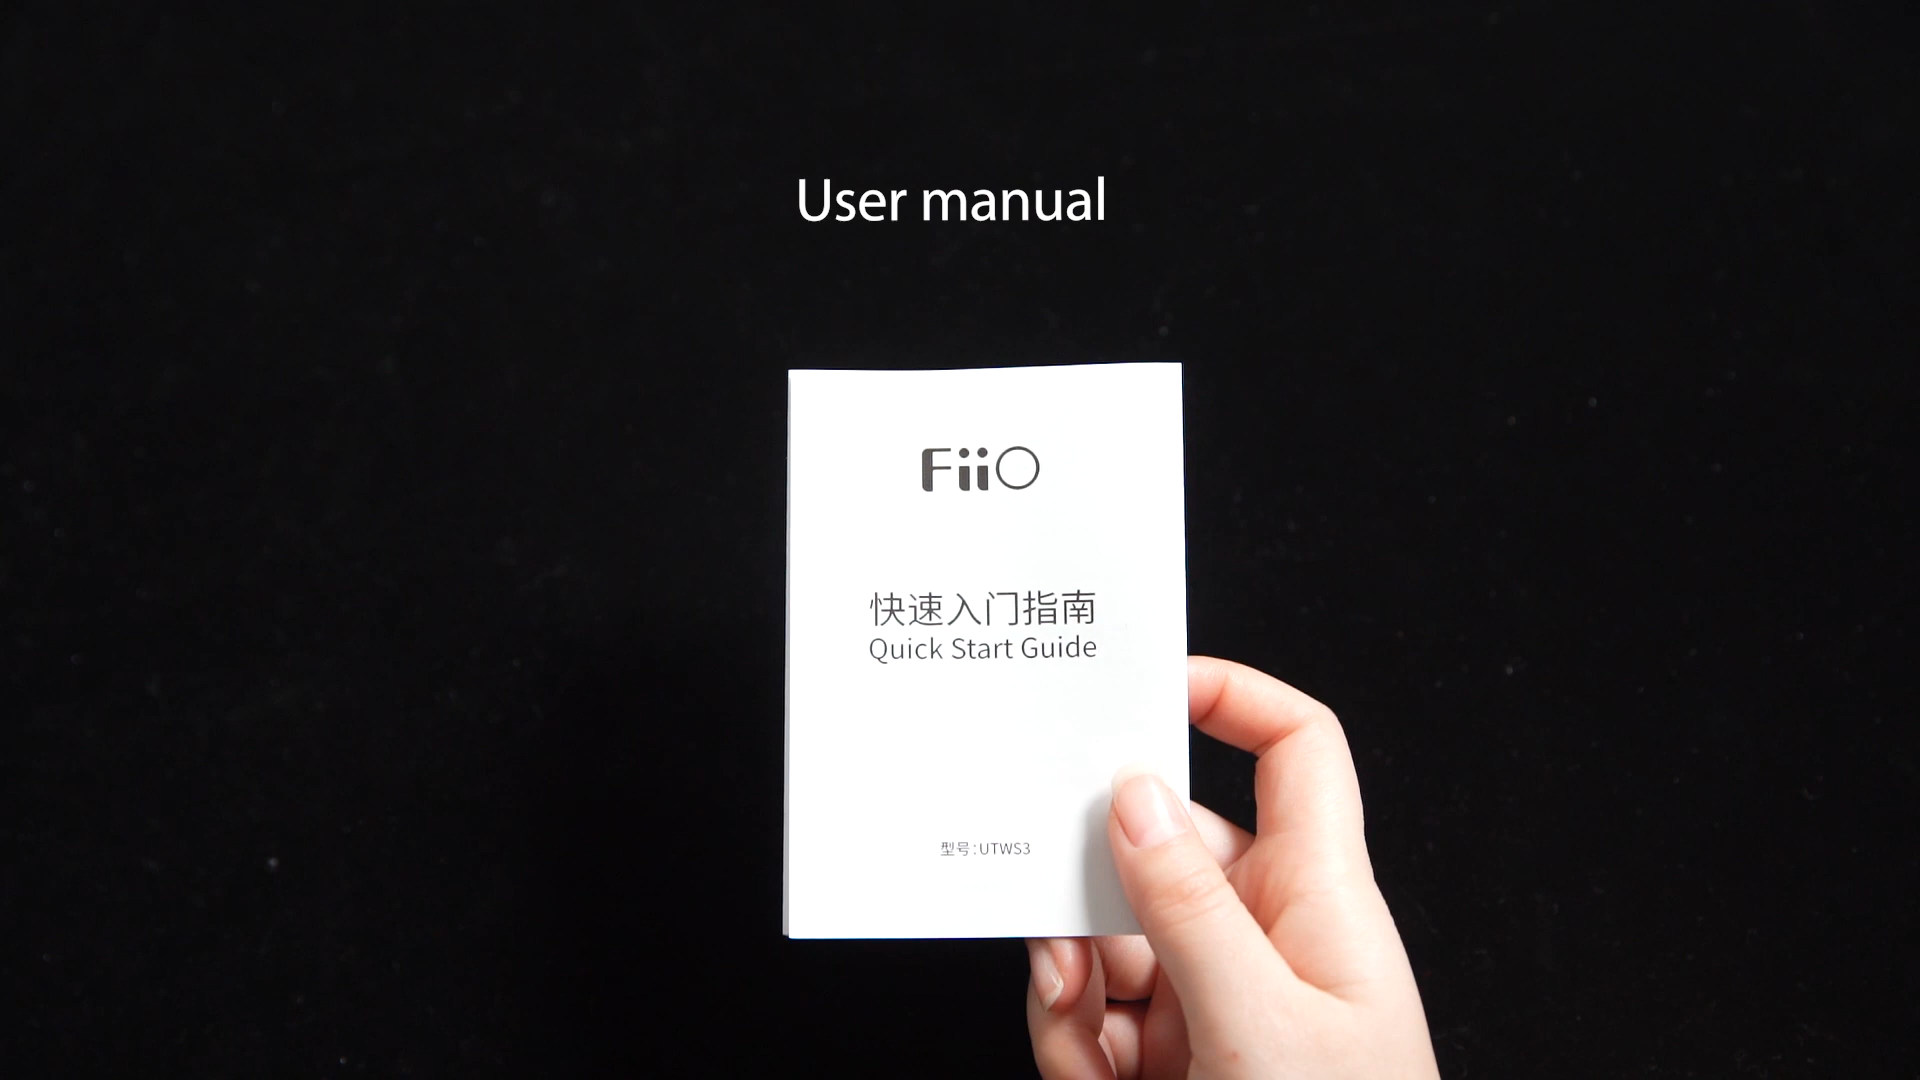 User manual
FiiO
快速入门指南
Quick Start Guide
型号:UTWS3